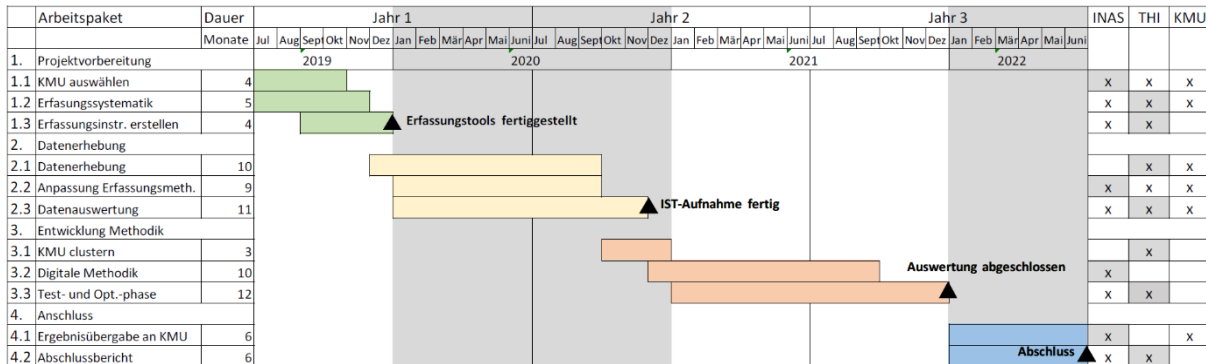 Arbeitspaket Dauer Jahr 1 Jahr 2 Jahr 3 INAS THI KMU
Monate Jul Aug Sept Okt Nov Dez Jan Feb Mär Apr Mai Juni Jul Aug Sept Okt Nov Dez Jan Feb Mär Apr Mai Juni Jul Aug Sept Okt Nov Dez Jan Feb Mär Apr Mai Juni
1. Projektvorbereitung 2019 2020 2021 2022
1.1 KMU auswählen 4 x x x
1.2 Erfasungssystematik 5 x x x
1.3 Erfassungsinstr. erstellen 4 Erfassungstools fertiggestellt x x
2. Datenerhebung
2.1 Datenerhebung 10 x x
2.2 Anpassung Erfassungsmeth. 9 x x x
2.3 Datenauswertung 11 IST-Aufnahme fertig x x x
3. Entwicklung Methodik
3.1 KMU clustern 3 x
3.2 Digitale Methodik 10 Auswertung abgeschlossen x
3.3 Test- und Opt.-phase 12 x x
4. Anschluss
4.1 Ergebnisübergabe an KMU 6 x x
4.2 Abschlussbericht 6 Abschluss x x